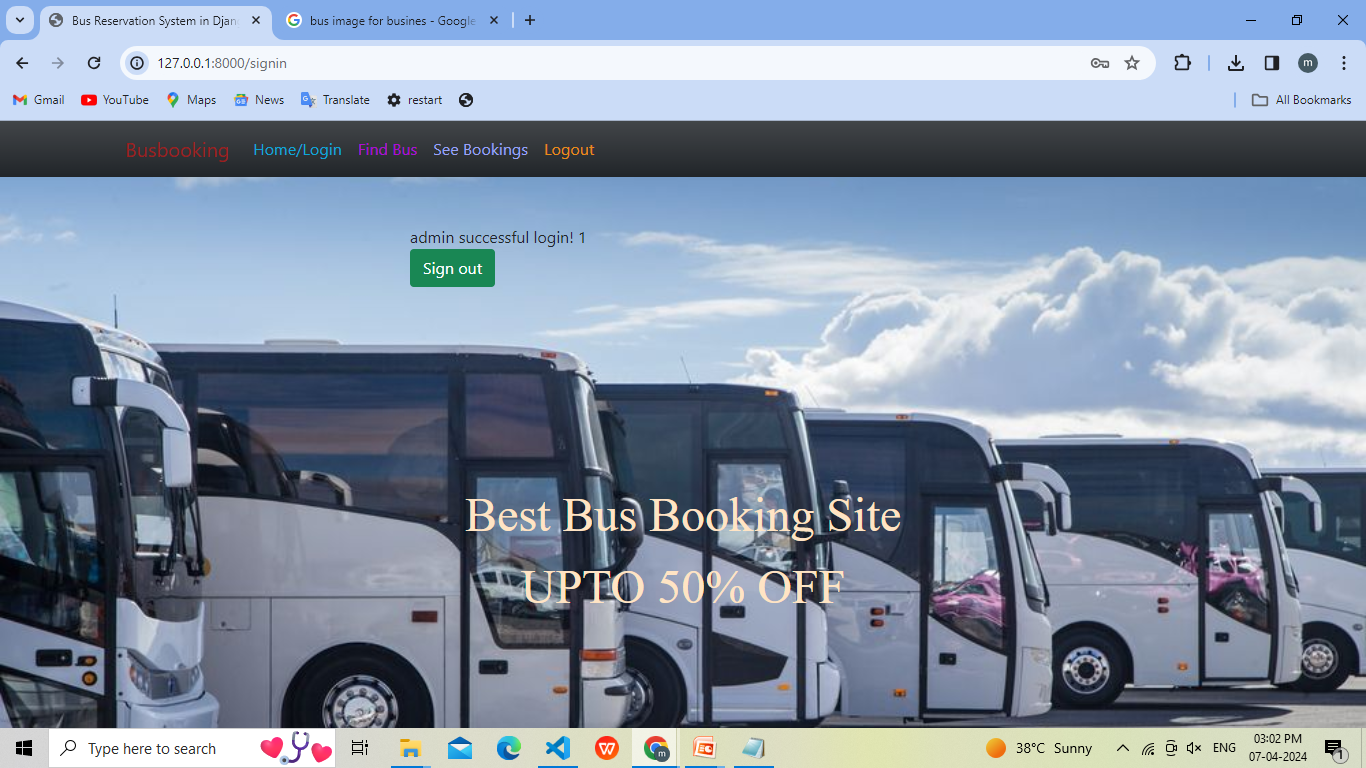 Bus Reservation System in Djan
bus image for busines - Google
127.0.0.1:8000/signin
m
Gmail
YouTube
Maps
News
Translate
restart
All Bookmarks
Busbooking
Home/Login
Find Bus
See Bookings
Logout
admin successful login! 1
Sign out
Best Bus Booking Site
UPTO 50% OFF
Type here to search
38°C Sunny
ENG
03:02 PM
07-04-2024
1